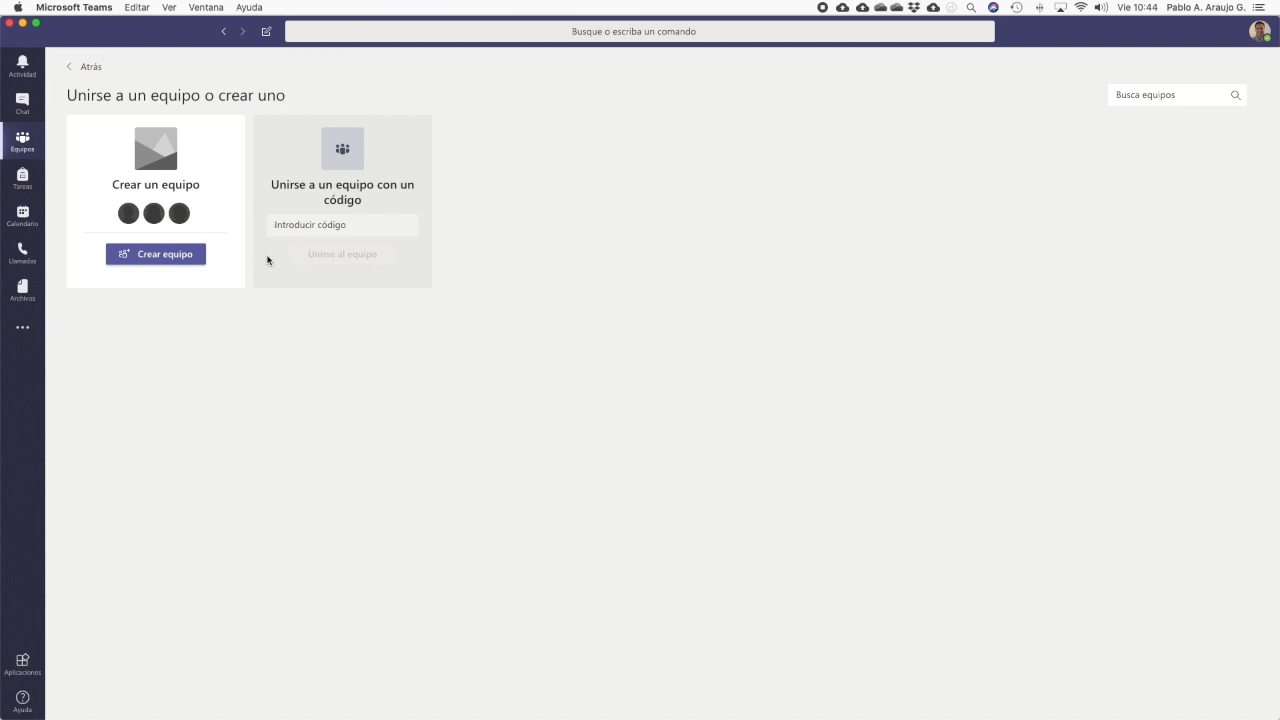 Microsoft Teams Editar Ver Ventana Ayuda Vie 10:44 Pablo A. Araujo G.
Busque o escriba un comando
Actividad
Chat
Equipos
Tareas
Calendario
Llamadas
Archivos
Atrás
Unirse a un equipo o crear uno
Busca equipos
Crear un equipo
Crear equipo
Unirse a un equipo con un
código
Introducir código
Unirse al equipo
Aplicaciones
Ayuda